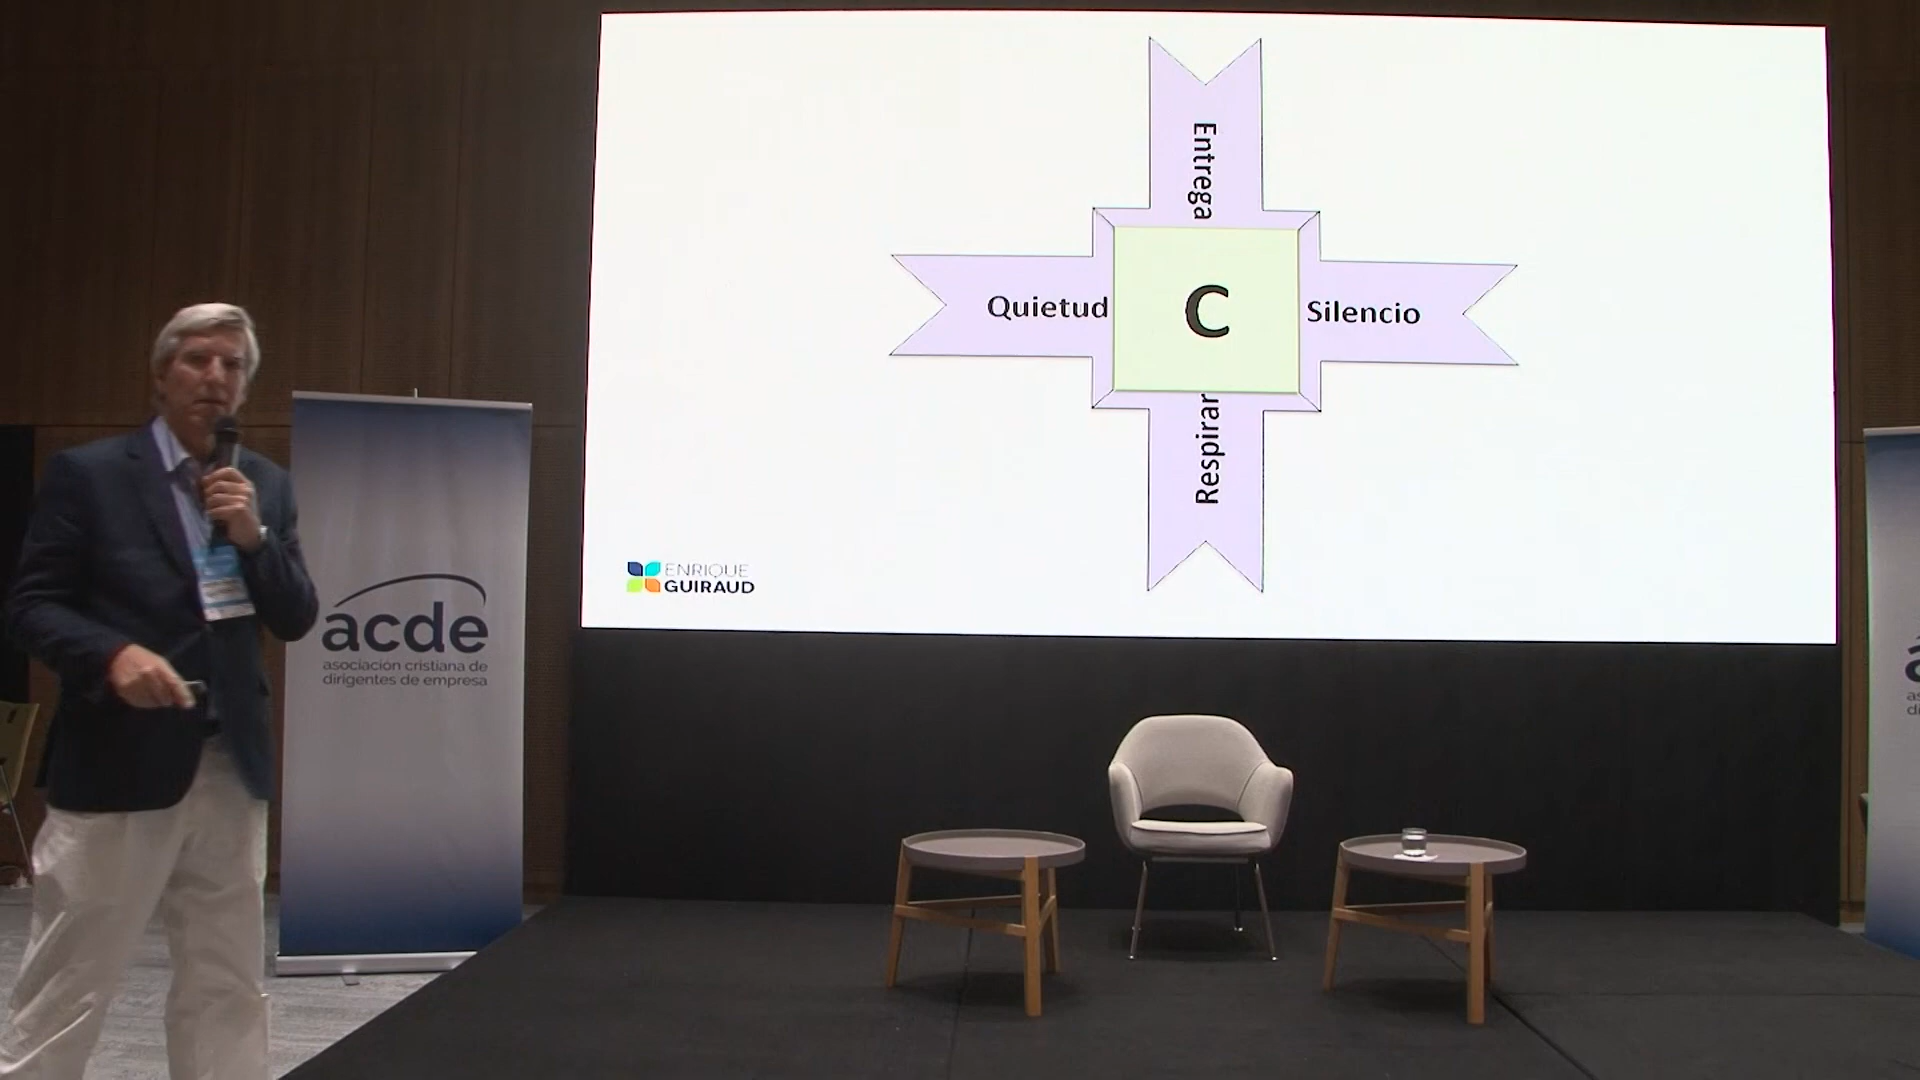 Entrega
Quietud
C
Silencio
Respirar
ENRIQUE
GUIRAUD
acde
asociación cristiana de
dirigentes de empresa